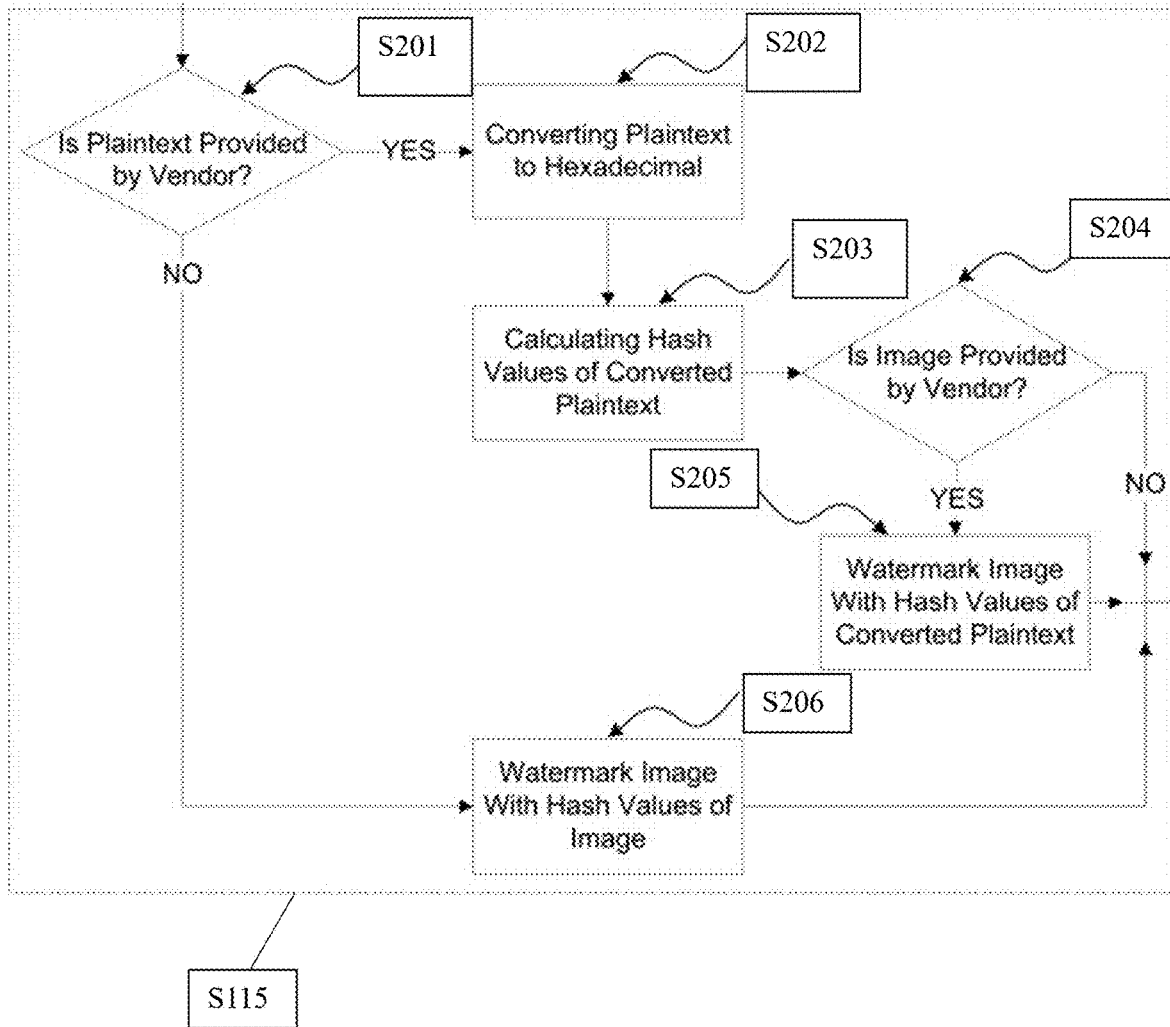 S201
S202
Is Plaintext Provided
by Vendor?
YES
Converting Plaintext
to Hexadecimal
NO
S203
S204
Calculating Hash
Values of Converted
Plaintext
Is Image Provided
by Vendor?
S205
YES
NO
Watermark Image
With Hash Values of
Converted Plaintext
S206
Watermark Image
With Hash Values of
Image
S115